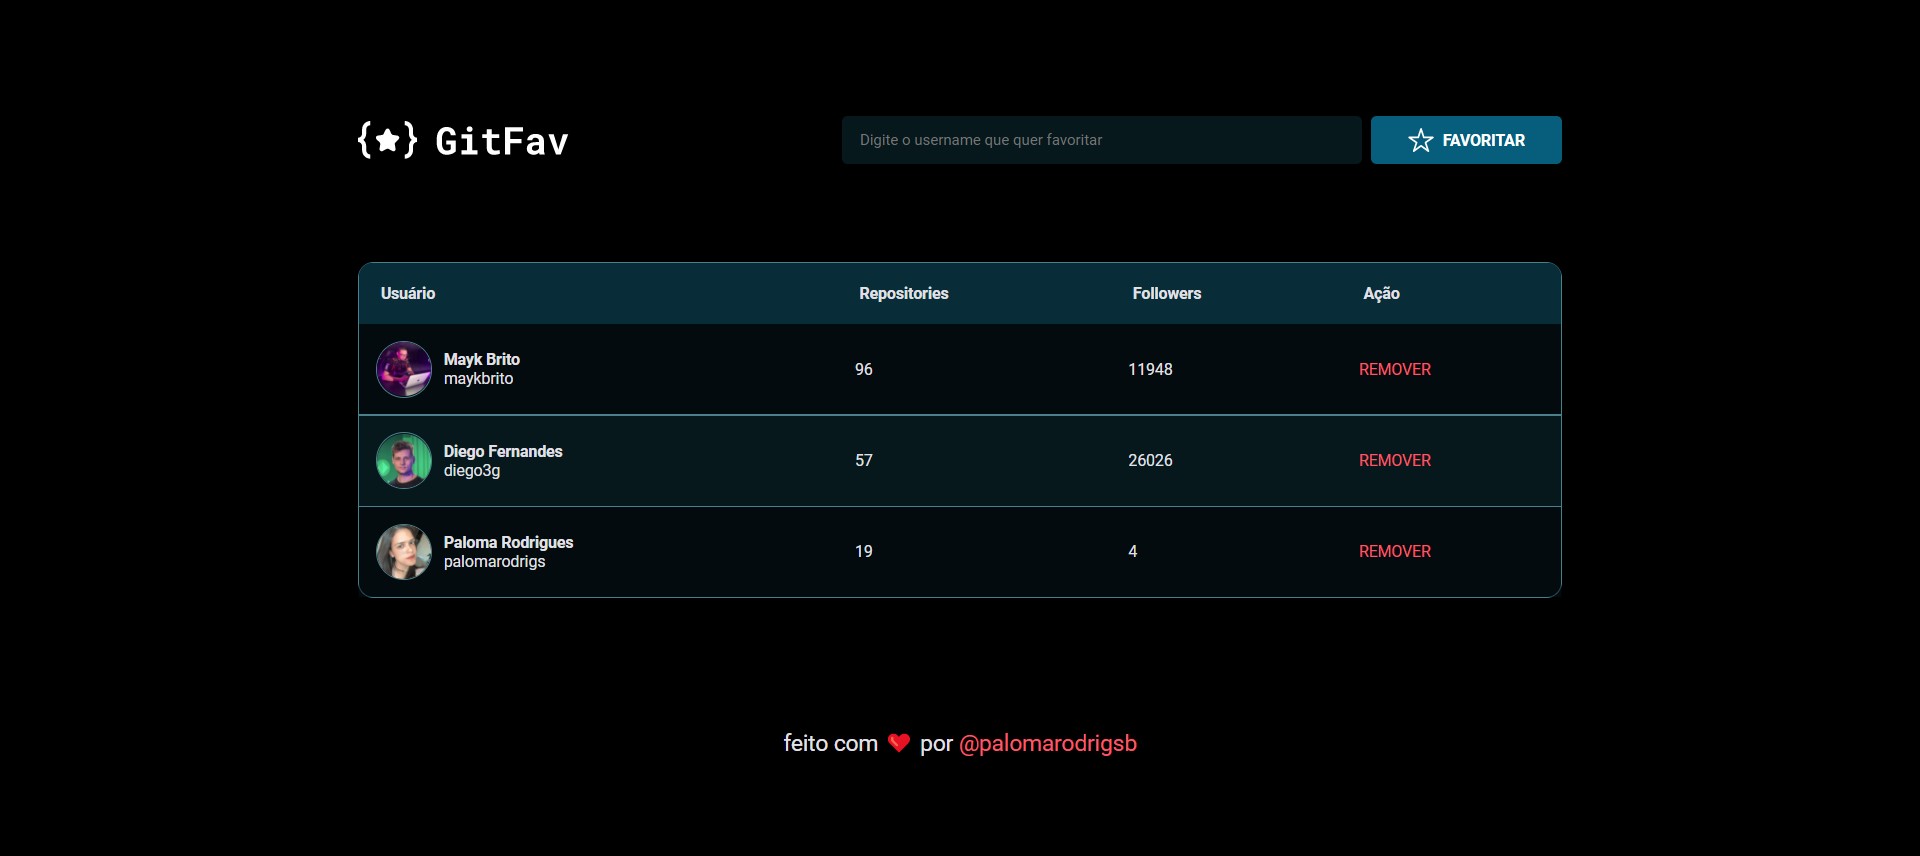 {★} GitFav
Digite o username que quer favoritar
FAVORITAR
Usuário Repositories Followers Ação
Mayk Brito
maykbrito
96 11948 REMOVER
Diego Fernandes
diego3g
57 26026 REMOVER
Paloma Rodrigues
palomarodrigs
19 4 REMOVER
feito com ❤ por @palomarodrigsb